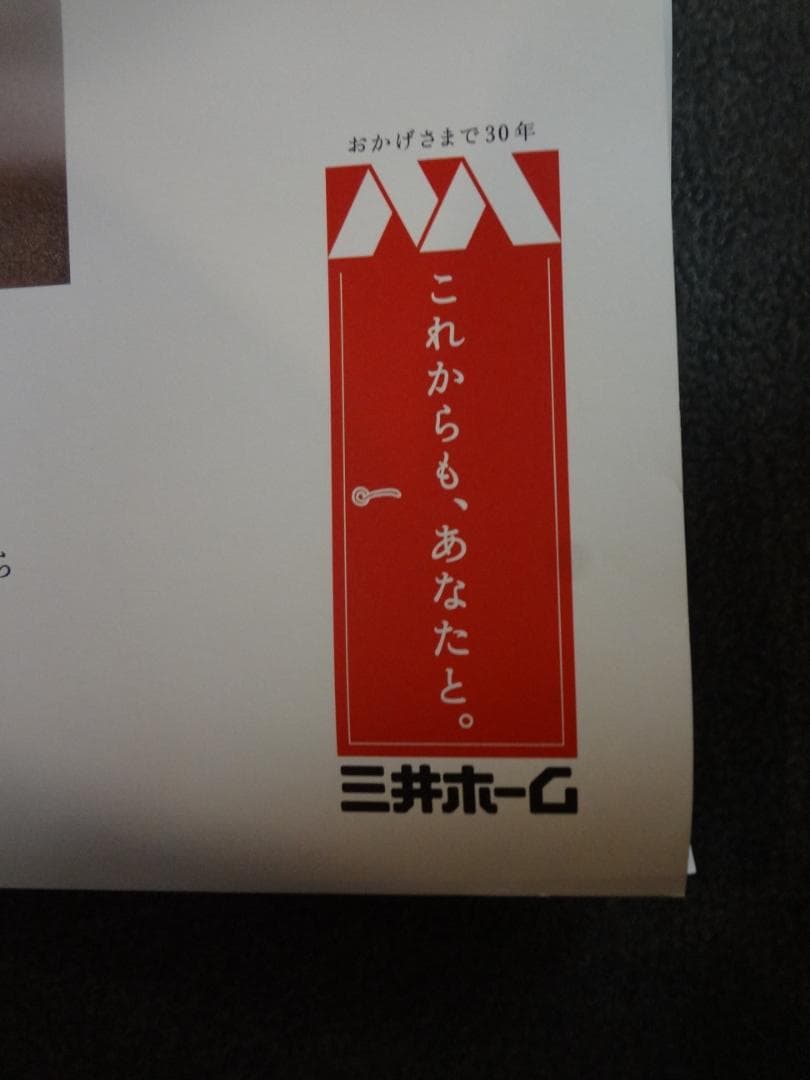 おかげさまで30年
これからも、あなたと。
三井ホーム
ら